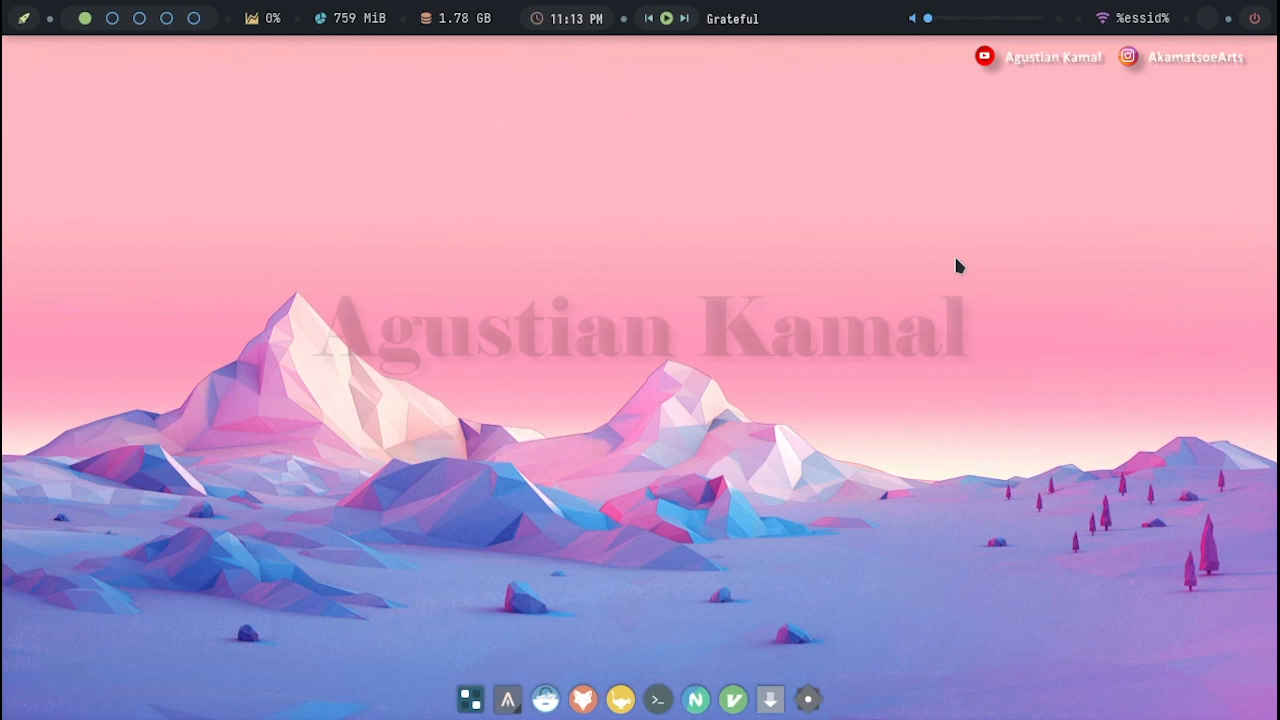 0% 759 MiB 1.78 GB 11:13 PM Grateful %essid%
Agustian Kamal AkamatsoeArts
Agustian Kamal